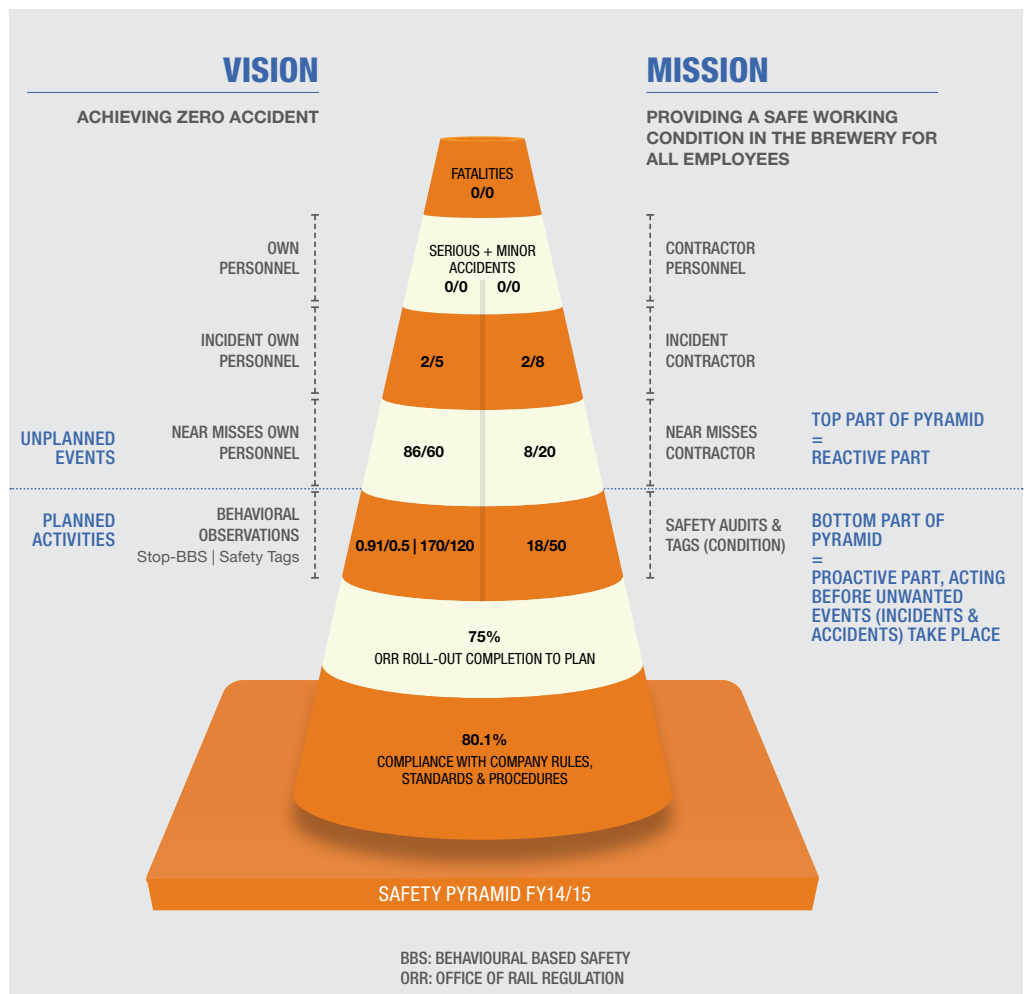 VISION
ACHIEVING ZERO ACCIDENT
MISSION
PROVIDING A SAFE WORKING
CONDITION IN THE BREWERY FOR
ALL EMPLOYEES
FATALITIES
0/0
OWN
PERSONNEL
SERIOUS + MINOR
ACCIDENTS
0/0 0/0
CONTRACTOR
PERSONNEL
INCIDENT OWN
PERSONNEL
2/5 2/8
INCIDENT
CONTRACTOR
UNPLANNED
EVENTS
NEAR MISSES OWN
PERSONNEL
86/60 8/20
NEAR MISSES
CONTRACTOR
TOP PART OF PYRAMID
=
REACTIVE PART
PLANNED
ACTIVITIES
BEHAVIORAL
OBSERVATIONS
Stop-BBS | Safety Tags
0.91/0.5 | 170/120 18/50
SAFETY AUDITS &
TAGS (CONDITION)
BOTTOM PART OF
PYRAMID
=
PROACTIVE PART, ACTING
BEFORE UNWANTED
EVENTS (INCIDENTS &
ACCIDENTS) TAKE PLACE
75%
ORR ROLL-OUT COMPLETION TO PLAN
80.1%
COMPLIANCE WITH COMPANY RULES,
STANDARDS & PROCEDURES
SAFETY PYRAMID FY14/15
BBS: BEHAVIOURAL BASED SAFETY
ORR: OFFICE OF RAIL REGULATION